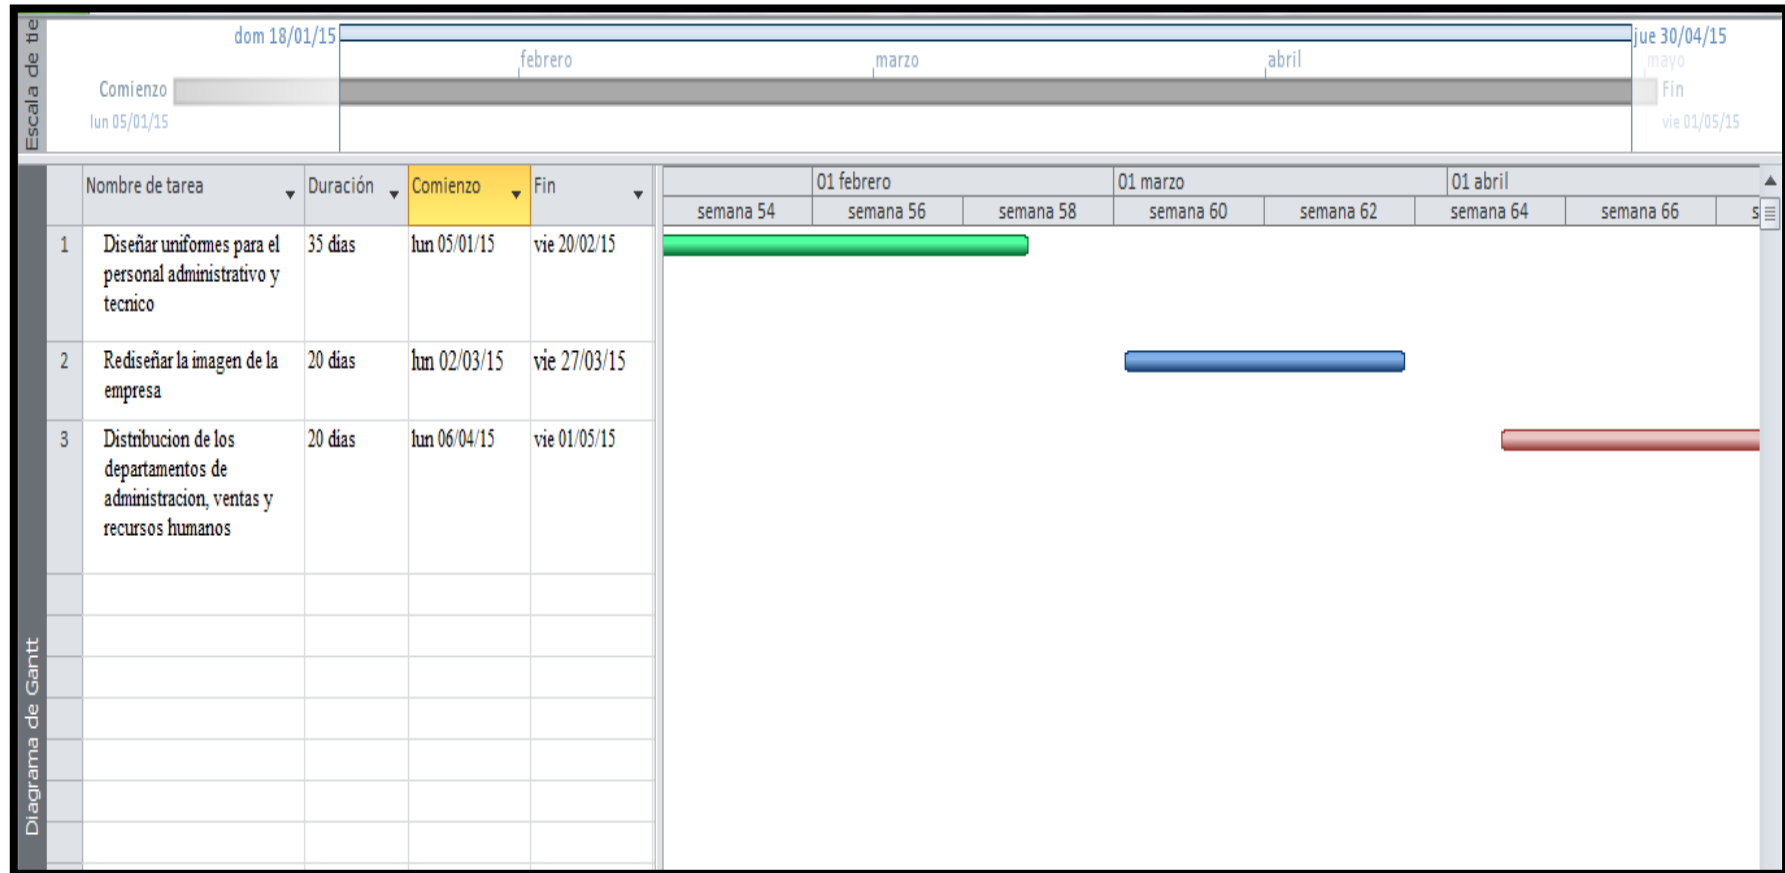 Escala de tie
dom 18/01/15
jue 30/04/15
febrero
marzo
abril
mayo
Comienzo
Fin
lun 05/01/15
vie 01/05/15
Diagrama de Gantt
Nombre de tarea
Duración
Comienzo
Fin
01 febrero
01 marzo
01 abril
semana 54
semana 56
semana 58
semana 60
semana 62
semana 64
semana 66
s
1
Diseñar uniformes para el
personal administrativo y
tecnico
35 días
lun 05/01/15
vie 20/02/15
2
Rediseñar la imagen de la
empresa
20 días
lun 02/03/15
vie 27/03/15
3
Distribucion de los
departamentos de
administracion, ventas y
recursos humanos
20 días
lun 06/04/15
vie 01/05/15